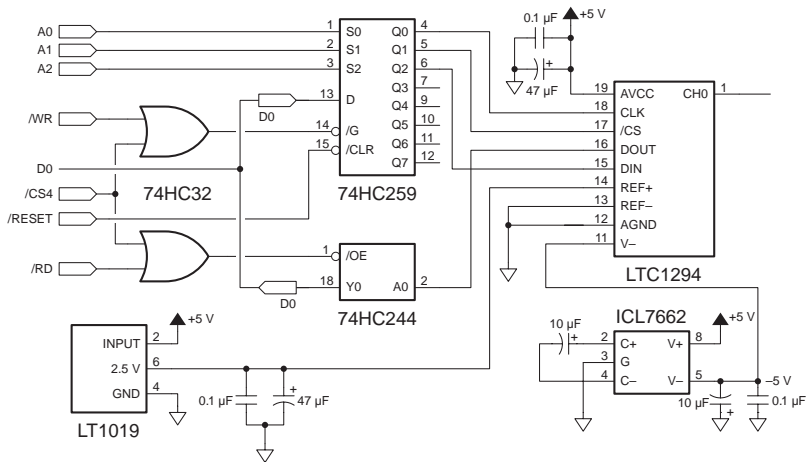 A0
A1
A2
/WR
D0
/CS4
/RESET
/RD
74HC32
1 S0 Q0 4
2 S1 Q1 5
3 S2 Q2 6
Q3 7
13 D Q4 9
D0
Q5 10
14 /G Q6 11
15 /CLR Q7 12
74HC259
1 /OE
18 Y0 A0 2
D0
74HC244
0.1 µF
+5 V
47 µF
19 AVCC CH0 1
18 CLK
17 /CS
16 DOUT
15 DIN
14 REF+
13 REF–
12 AGND
11 V–
LTC1294
+5 V
INPUT 2
2.5 V 6
GND 4
LT1019
0.1 µF
+
47 µF
ICL7662
10 µF
+
2 C+ V+ 8
+5 V
3 G
4 C– V– 5
–5 V
10 µF
+
0.1 µF
+